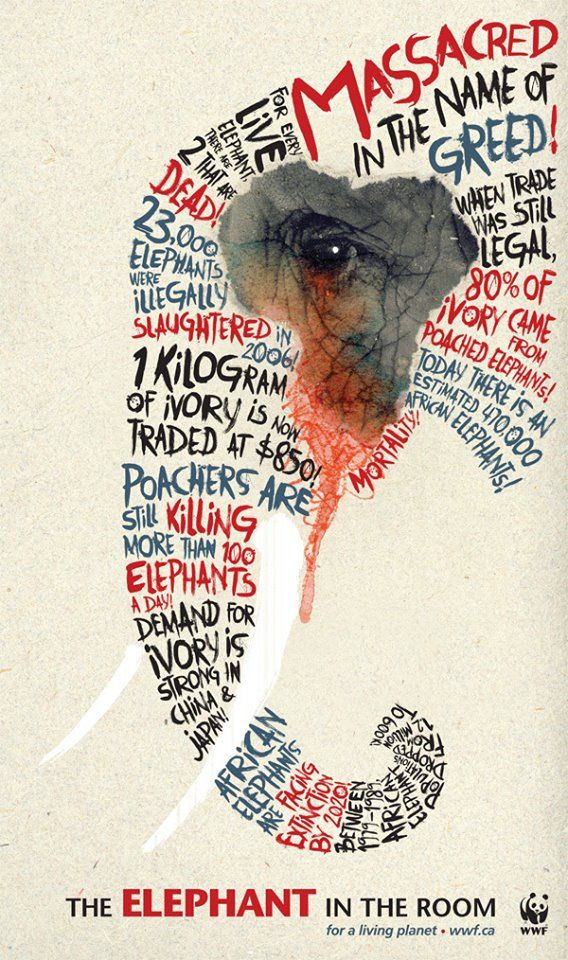 MASSACRED
IN THE NAME OF
GREED!
FOR EVERY
LIVE
ELEPHANT,
THERE ARE
2 THAT ARE
DEAD!
23,000
ELEPHANTS
WERE
ILLEGALLY
SLAUGHTERED IN
2006!
1 KILOGRAM
OF IVORY IS NOW
TRADED AT $850!
POACHERS ARE
STILL KILLING
MORE THAN 100
ELEPHANTS
A DAY!
DEMAND FOR
IVORY IS
STRONG IN
CHINA &
JAPAN!
AFRICAN
ELEPHANTS
ARE FACING
EXTINCTION
BY 2020!
BETWEEN
1979-1989,
AFRICAN
ELEPHANT
POPULATIONS
DROPPED
FROM
MILLION
TO 600K
WHEN TRADE
WAS STILL
LEGAL,
80% OF
IVORY CAME
FROM
POACHED ELEPHANTS!
TODAY THERE IS AN
ESTIMATED 470,000
AFRICAN ELEPHANTS!
MORTALITY!
THE ELEPHANT IN THE ROOM
for a living planet • wwf.ca
WWF